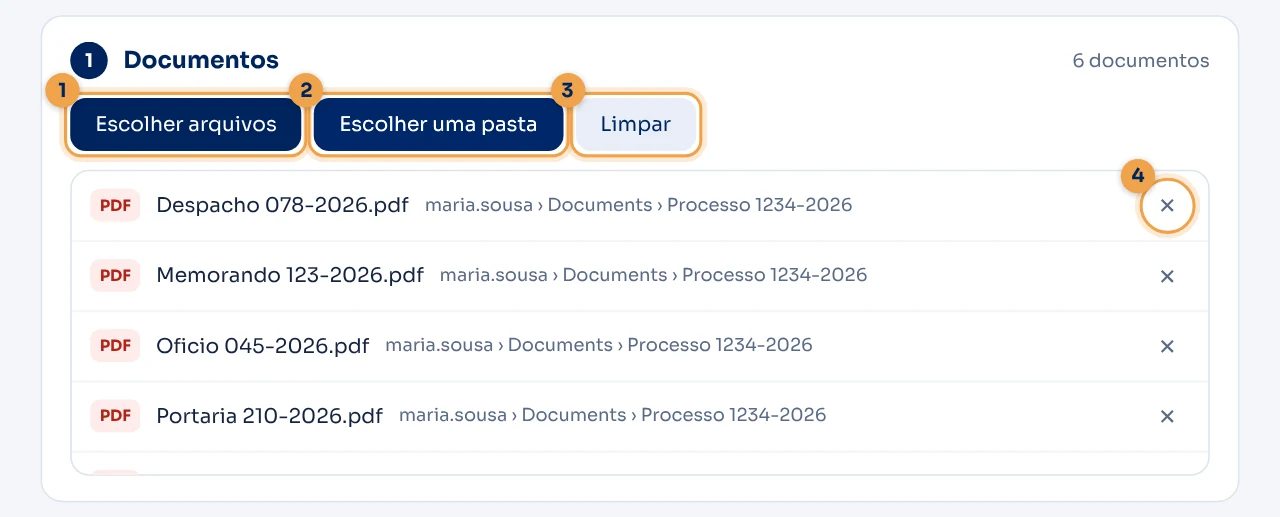 1 Documentos 6 documentos
1 2 3
Escolher arquivos Escolher uma pasta Limpar
4
PDF Despacho 078-2026.pdf maria.sousa › Documents › Processo 1234-2026 ×
PDF Memorando 123-2026.pdf maria.sousa › Documents › Processo 1234-2026 ×
PDF Oficio 045-2026.pdf maria.sousa › Documents › Processo 1234-2026 ×
PDF Portaria 210-2026.pdf maria.sousa › Documents › Processo 1234-2026 ×